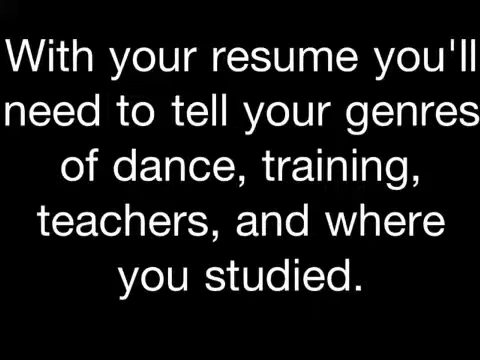 With your resume you'll
need to tell your genres
of dance, training,
teachers, and where
you studied.